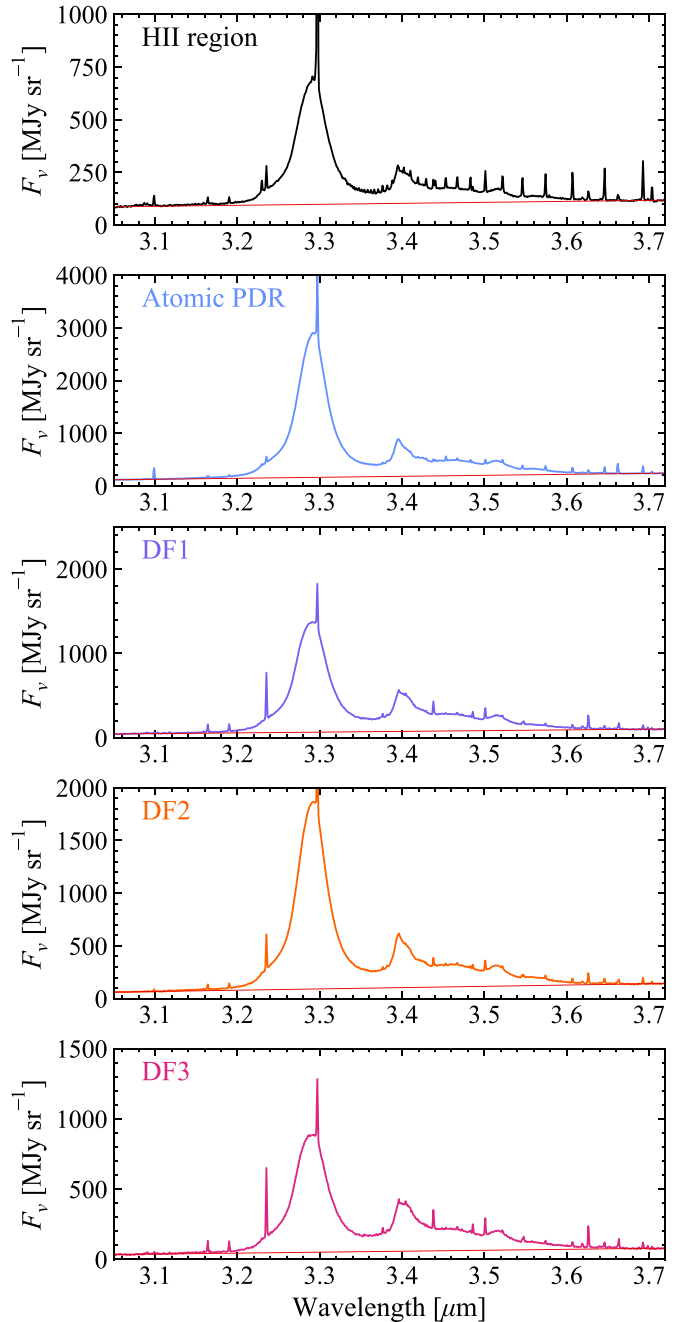 HII region
F_ν [MJy sr⁻¹]
1000
750
500
250
0
3.1 3.2 3.3 3.4 3.5 3.6 3.7
Atomic PDR
F_ν [MJy sr⁻¹]
4000
3000
2000
1000
0
3.1 3.2 3.3 3.4 3.5 3.6 3.7
DF1
F_ν [MJy sr⁻¹]
2000
1000
0
3.1 3.2 3.3 3.4 3.5 3.6 3.7
DF2
F_ν [MJy sr⁻¹]
2000
1500
1000
500
0
3.1 3.2 3.3 3.4 3.5 3.6 3.7
DF3
F_ν [MJy sr⁻¹]
1500
1000
500
0
3.1 3.2 3.3 3.4 3.5 3.6 3.7
Wavelength [μm]